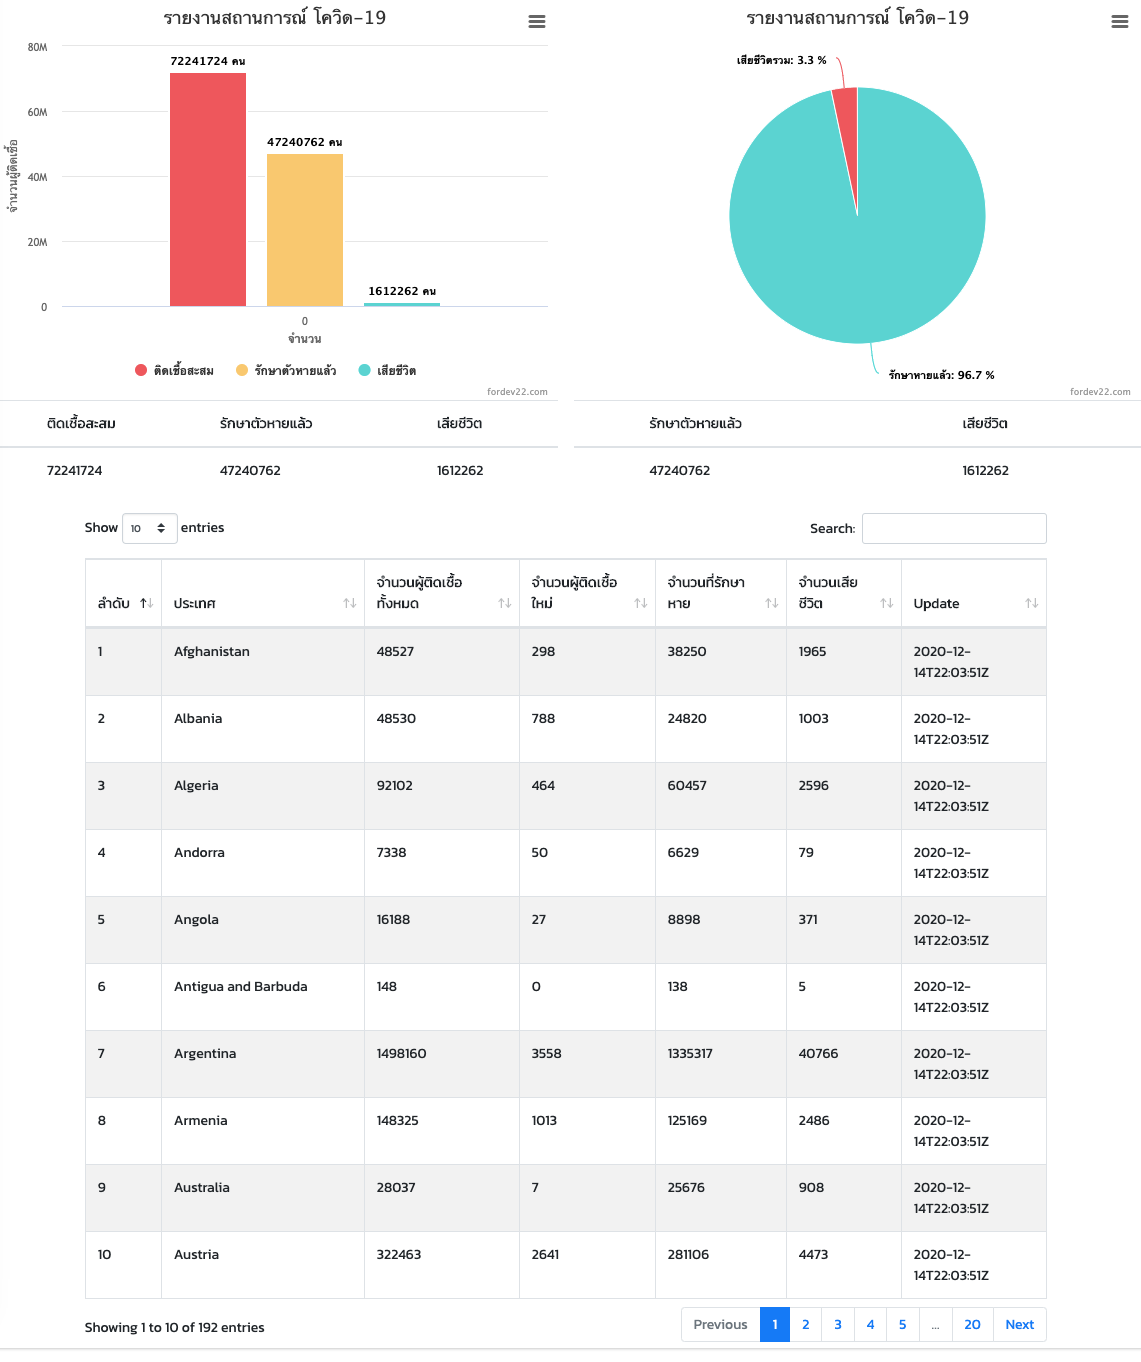 รายงานสถานการณ์ โควิด-19
80M
60M
40M
20M
0
จำนวนผู้ติดเชื้อ
72241724 คน
47240762 คน
1612262 คน
0
จำนวน
ติดเชื้อสะสม รักษาตัวหายแล้ว เสียชีวิต
fordev22.com
รายงานสถานการณ์ โควิด-19
เสียชีวิตรวม: 3.3 %
รักษาหายแล้ว: 96.7 %
fordev22.com
ติดเชื้อสะสม รักษาตัวหายแล้ว เสียชีวิต
72241724 47240762 1612262
รักษาตัวหายแล้ว เสียชีวิต
47240762 1612262
Show 10 entries
Search:
ลำดับ ประเทศ จำนวนผู้ติดเชื้อทั้งหมด จำนวนผู้ติดเชื้อใหม่ จำนวนที่รักษาหาย จำนวนเสียชีวิต Update
1 Afghanistan 48527 298 38250 1965 2020-12-
14T22:03:51Z
2 Albania 48530 788 24820 1003 2020-12-
14T22:03:51Z
3 Algeria 92102 464 60457 2596 2020-12-
14T22:03:51Z
4 Andorra 7338 50 6629 79 2020-12-
14T22:03:51Z
5 Angola 16188 27 8898 371 2020-12-
14T22:03:51Z
6 Antigua and Barbuda 148 0 138 5 2020-12-
14T22:03:51Z
7 Argentina 1498160 3558 1335317 40766 2020-12-
14T22:03:51Z
8 Armenia 148325 1013 125169 2486 2020-12-
14T22:03:51Z
9 Australia 28037 7 25676 908 2020-12-
14T22:03:51Z
10 Austria 322463 2641 281106 4473 2020-12-
14T22:03:51Z
Showing 1 to 10 of 192 entries
Previous 1 2 3 4 5 ... 20 Next